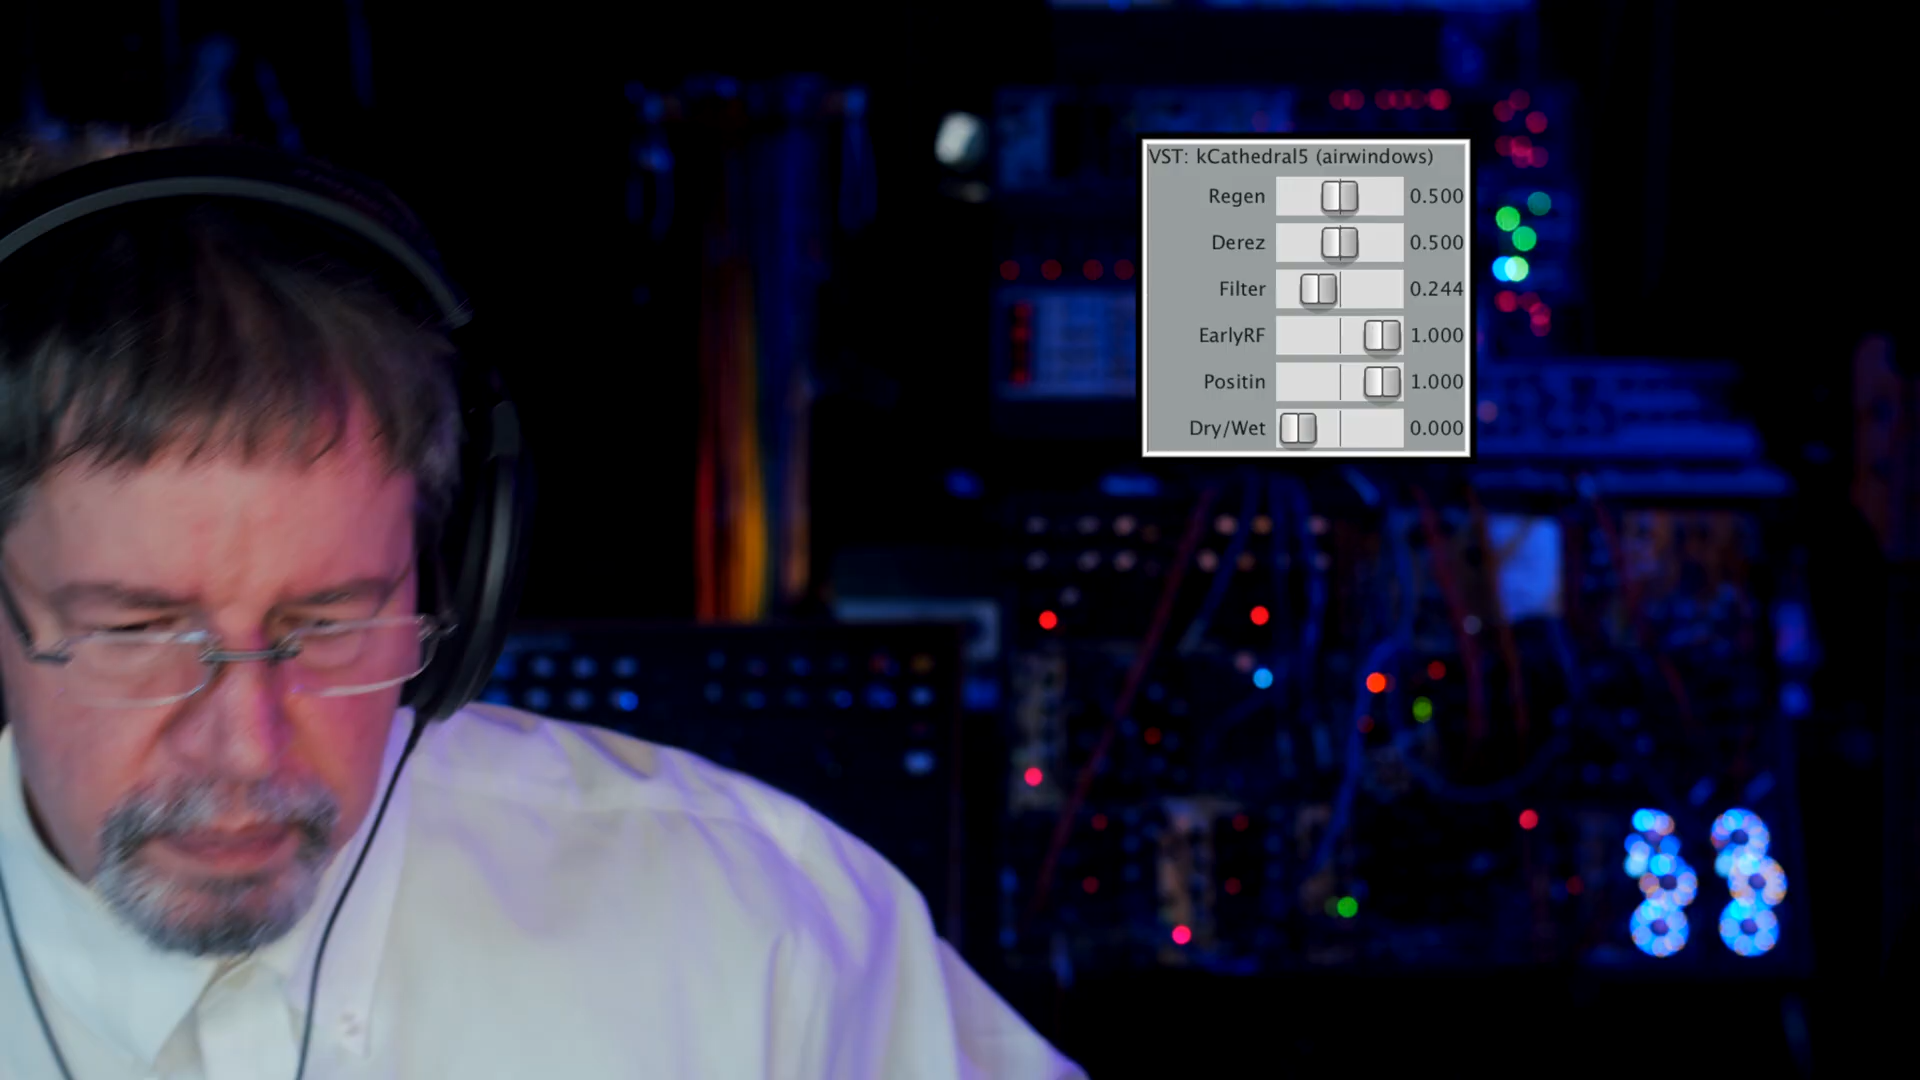 VST: kCathedral5 (airwindows)
Regen 0.500
Derez 0.500
Filter 0.244
EarlyRF 1.000
Positin 1.000
Dry/Wet 0.000